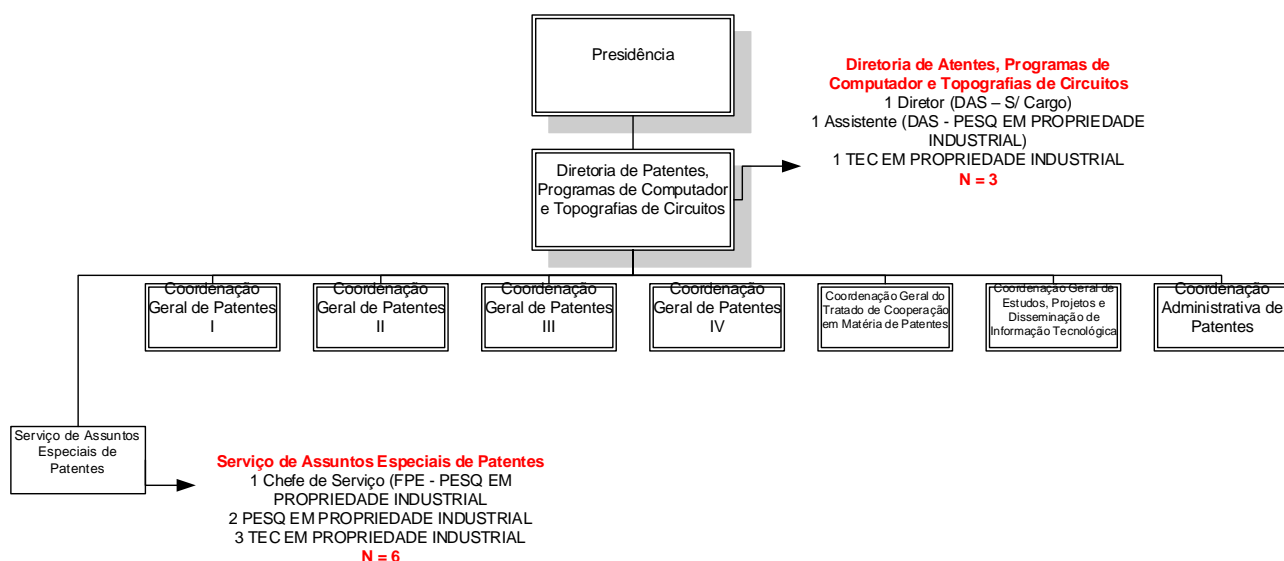 Presidência
Diretoria de Atentes, Programas de
Computador e Topografias de Circuitos
1 Diretor (DAS – S/ Cargo)
1 Assistente (DAS - PESQ EM PROPRIEDADE
INDUSTRIAL)
1 TEC EM PROPRIEDADE INDUSTRIAL
N = 3
Diretoria de Patentes,
Programas de Computador
e Topografias de Circuitos
Coordenação
Geral de Patentes
I
Coordenação
Geral de Patentes
II
Coordenação
Geral de Patentes
III
Coordenação
Geral de Patentes
IV
Coordenação Geral do
Tratado de Cooperação
em Matéria de Patentes
Coordenação Geral de
Estudos, Projetos e
Disseminação de
Informação Tecnológica
Coordenação
Administrativa de
Patentes
Serviço de Assuntos
Especiais de
Patentes
Serviço de Assuntos Especiais de Patentes
1 Chefe de Serviço (FPE - PESQ EM
PROPRIEDADE INDUSTRIAL
2 PESQ EM PROPRIEDADE INDUSTRIAL
3 TEC EM PROPRIEDADE INDUSTRIAL
N = 6